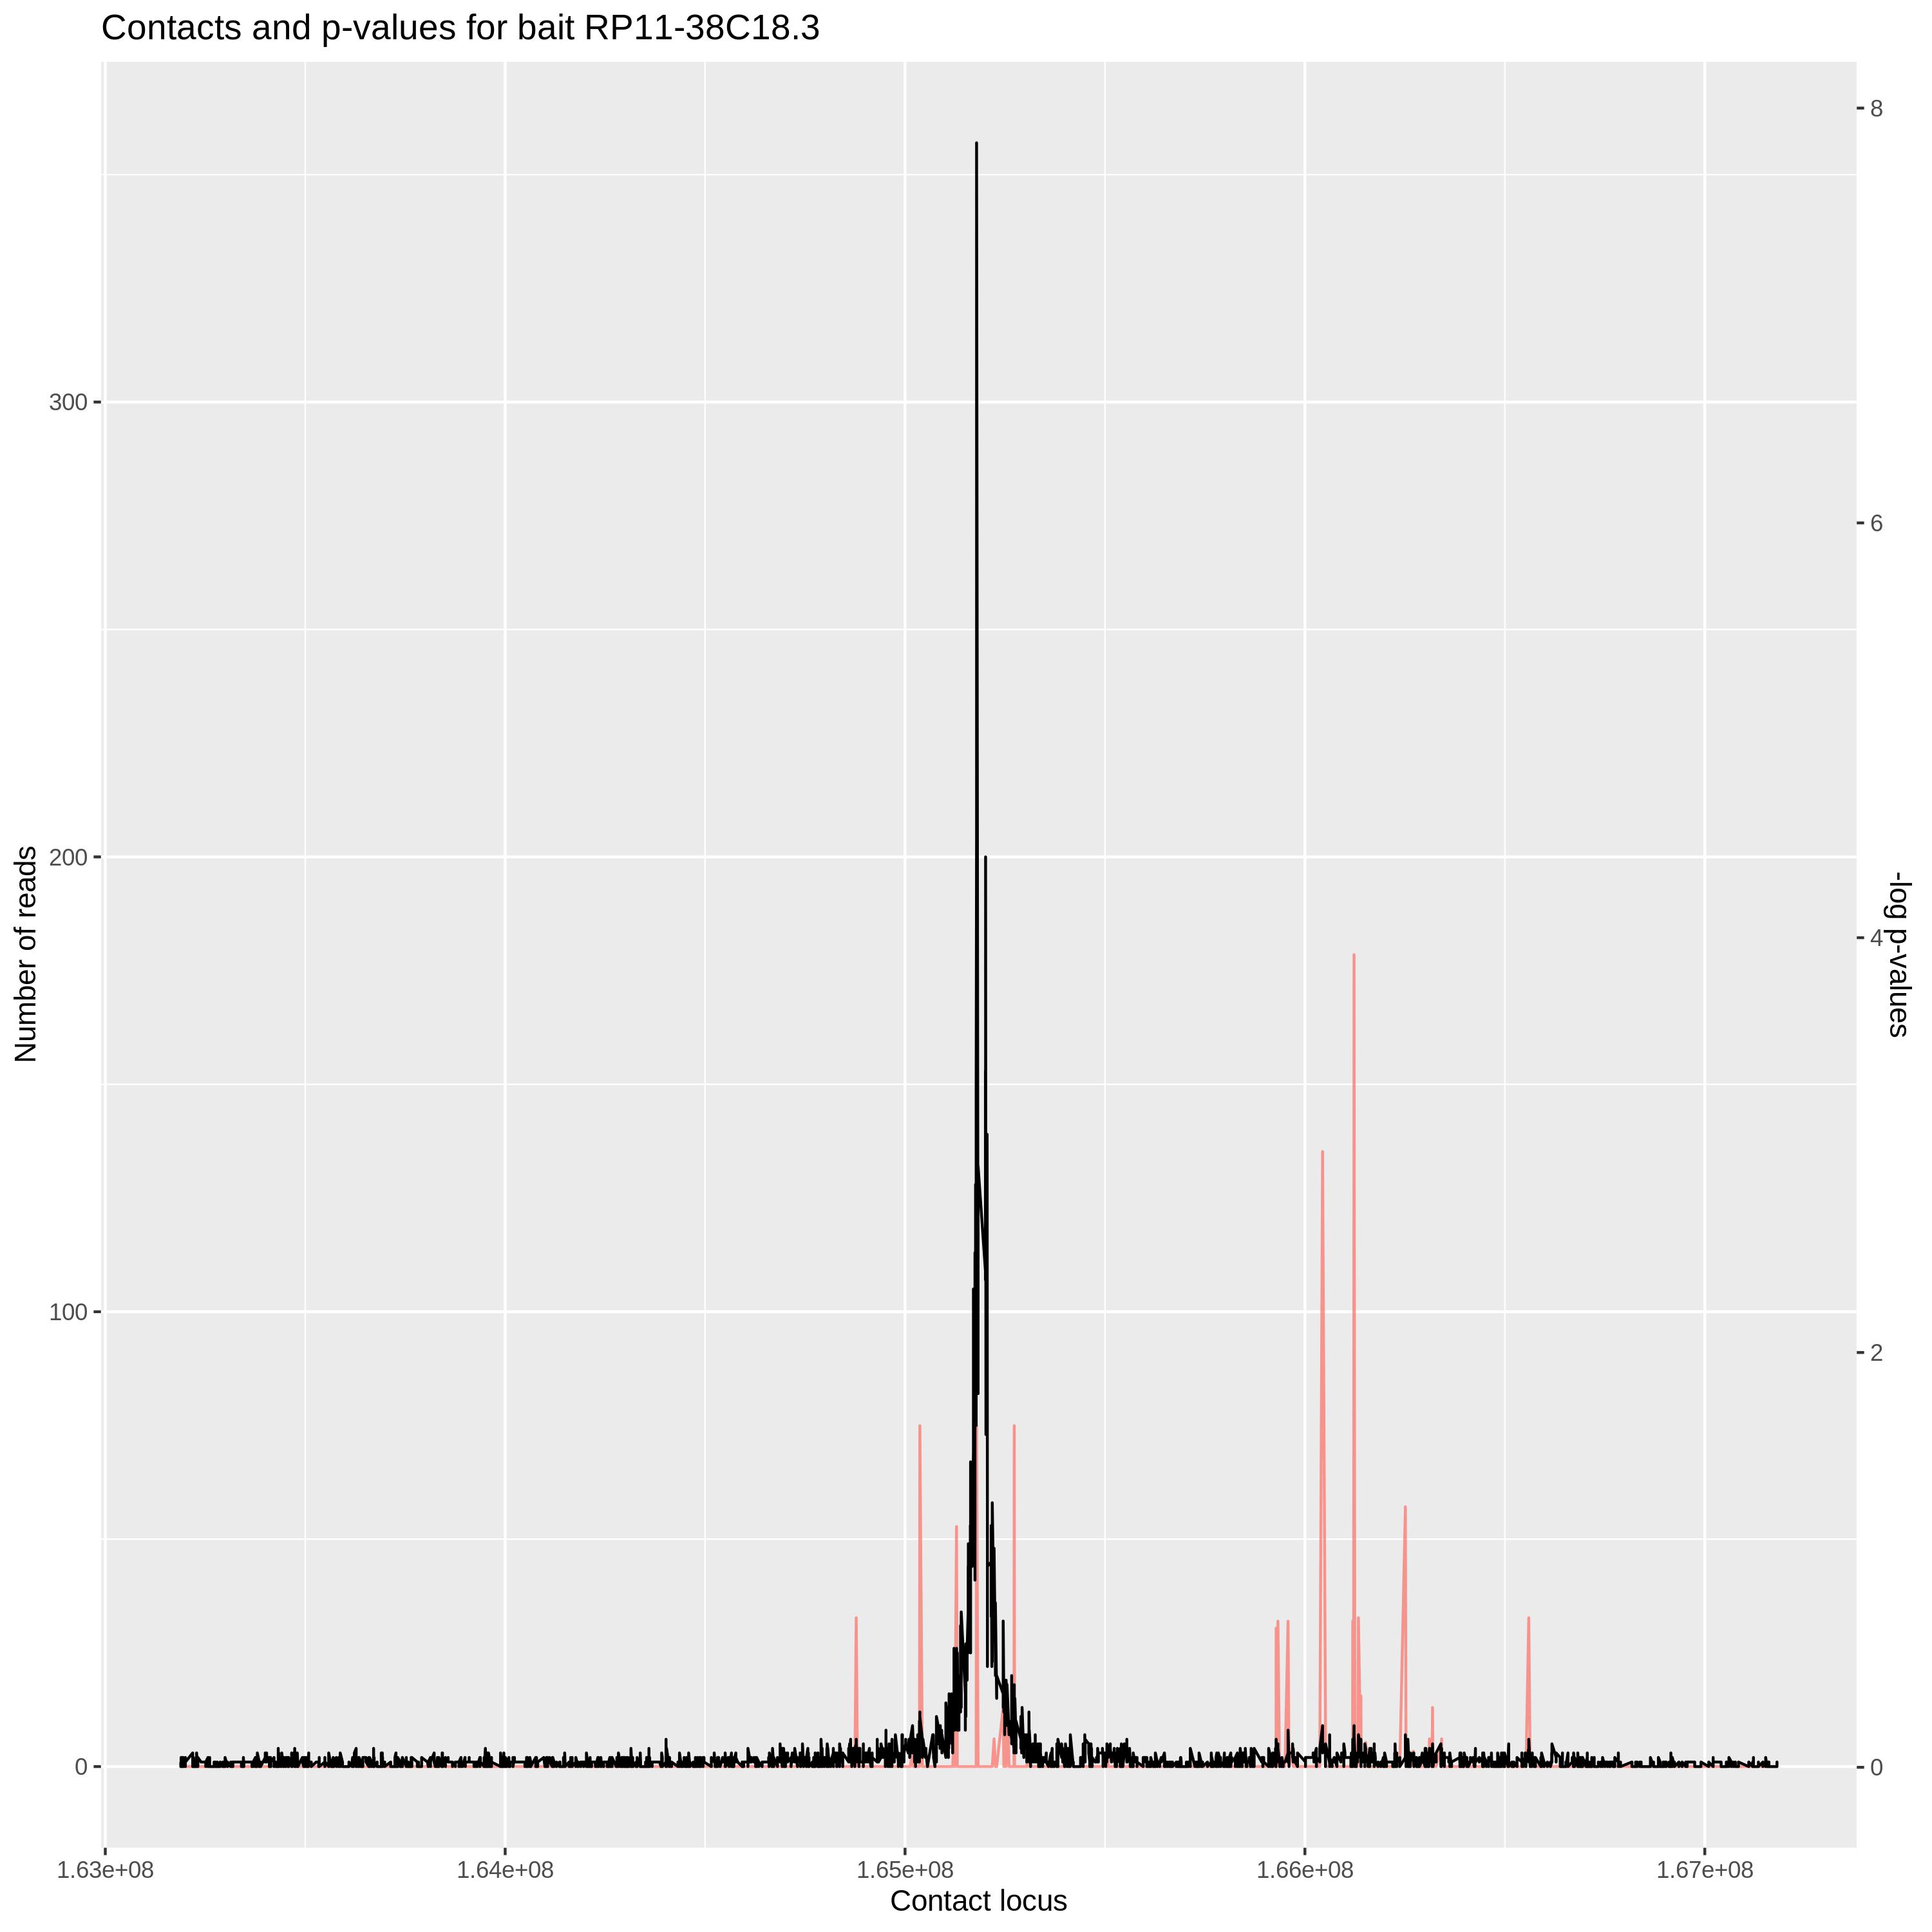 Contacts and p-values for bait RP11-38C18.3
8
300
6
200
4
100
2
0
0
Number of reads
-log p-values
1.63e+08
1.64e+08
1.65e+08
1.66e+08
1.67e+08
Contact locus